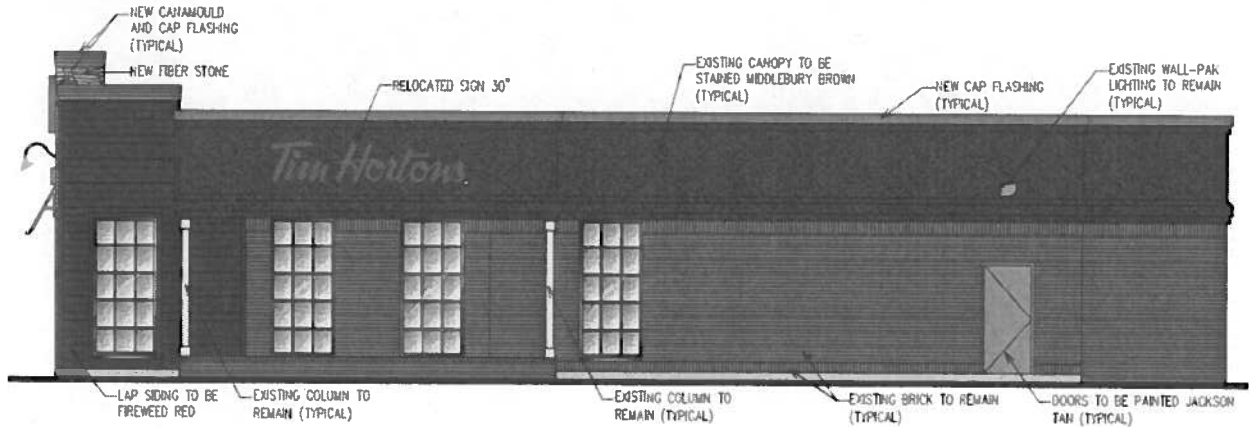 NEW CANAMOULD
AND CAP FLASHING
(TYPICAL)
NEW FIBER STONE
RELOCATED SIGN 30"
EXISTING CANOPY TO BE
STAINED MIDDLEBURY BROWN
(TYPICAL)
NEW CAP FLASHING
(TYPICAL)
EXISTING WALL-PAK
LIGHTING TO REMAIN
(TYPICAL)
Tim Hortons
LAP SIDING TO BE
FIREWEED RED
EXISTING COLUMN TO
REMAIN (TYPICAL)
EXISTING COLUMN TO
REMAIN (TYPICAL)
EXISTING BRICK TO REMAIN
(TYPICAL)
DOORS TO BE PAINTED JACKSON
TAN (TYPICAL)